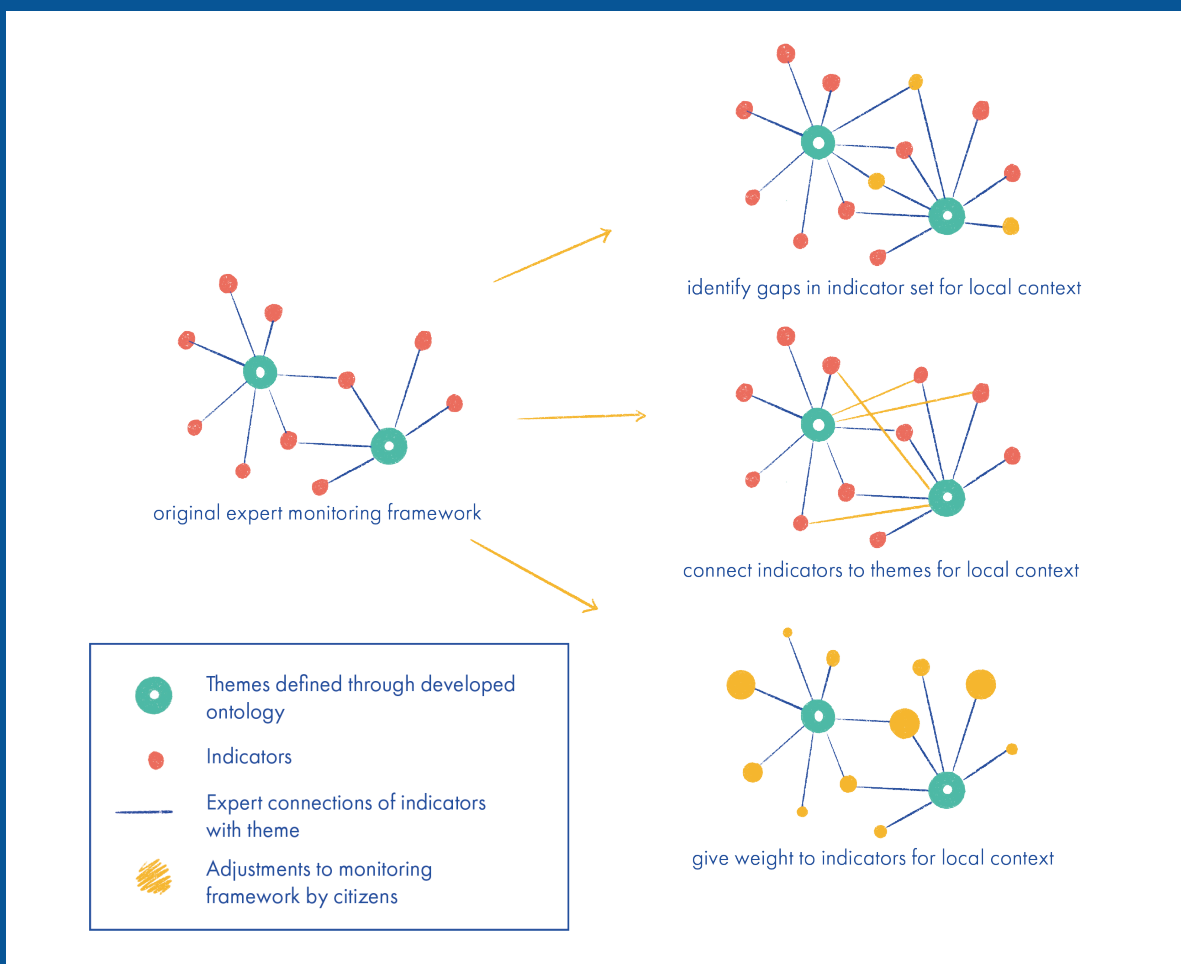 identify gaps in indicator set for local context
original expert monitoring framework
connect indicators to themes for local context
Themes defined through developed
ontology
Indicators
Expert connections of indicators
with theme
Adjustments to monitoring
framework by citizens
give weight to indicators for local context